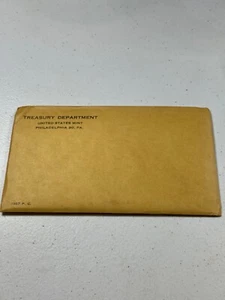 TREASURY DEPARTMENT
UNITED STATES MINT
PHILADELPHIA 30, PA.